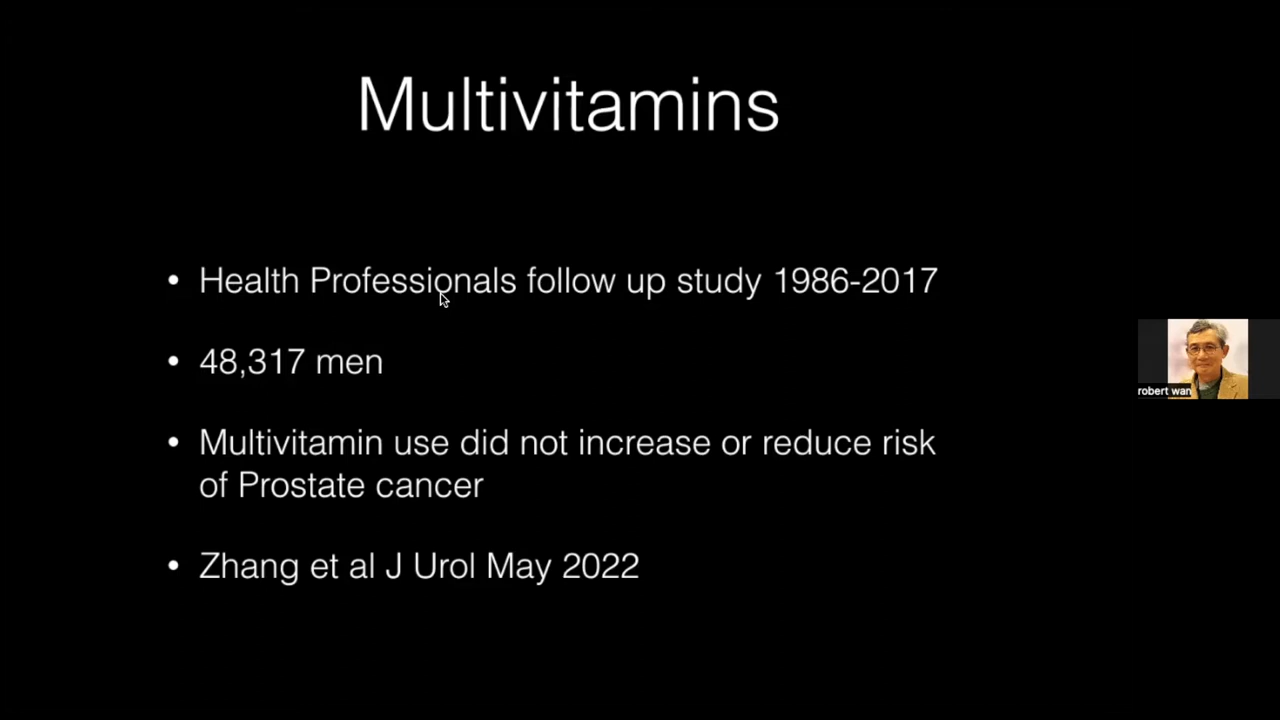 Multivitamins
• Health Professionals follow up study 1986-2017
• 48,317 men
• Multivitamin use did not increase or reduce risk
of Prostate cancer
• Zhang et al J Urol May 2022
robert wan